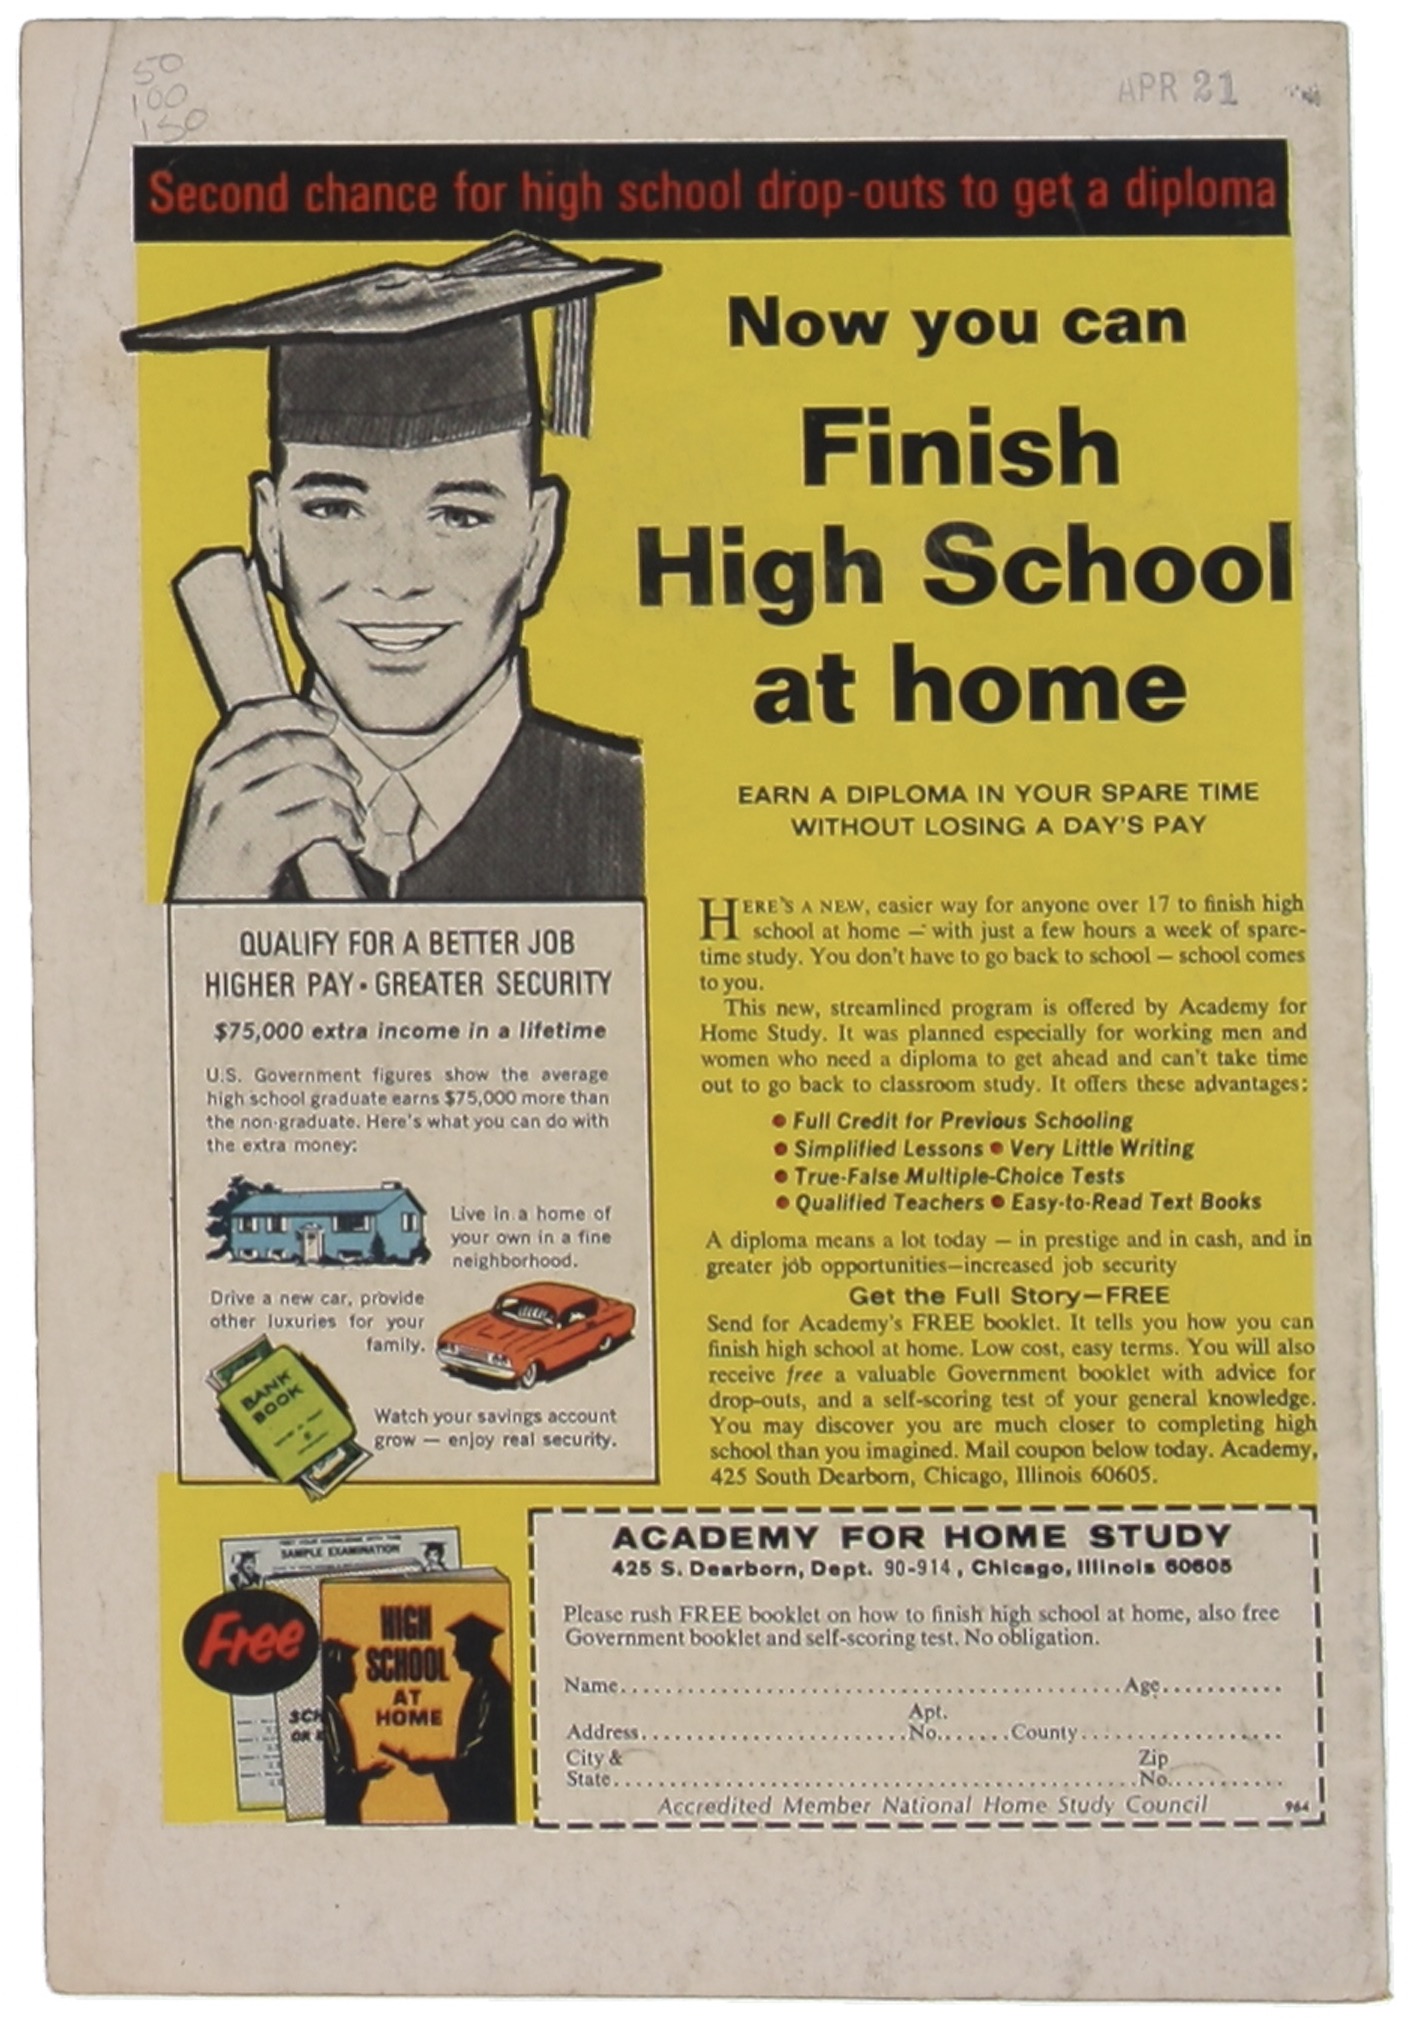 50
100
150
APR 21
Second chance for high school drop-outs to get a diploma
Now you can
Finish
High School
at home
EARN A DIPLOMA IN YOUR SPARE TIME
WITHOUT LOSING A DAY'S PAY
HERE'S A NEW, easier way for anyone over 17 to finish high
school at home — with just a few hours a week of spare-
time study. You don't have to go back to school — school comes
to you.
This new, streamlined program is offered by Academy for
Home Study. It was planned especially for working men and
women who need a diploma to get ahead and can't take time
out to go back to classroom study. It offers these advantages:
• Full Credit for Previous Schooling
• Simplified Lessons • Very Little Writing
• True-False Multiple-Choice Tests
• Qualified Teachers • Easy-to-Read Text Books
A diploma means a lot today — in prestige and in cash, and in
greater job opportunities—increased job security
Get the Full Story—FREE
Send for Academy's FREE booklet. It tells you how you can
finish high school at home. Low cost, easy terms. You will also
receive free a valuable Government booklet with advice for
drop-outs, and a self-scoring test of your general knowledge.
You may discover you are much closer to completing high
school than you imagined. Mail coupon below today. Academy,
425 South Dearborn, Chicago, Illinois 60605.
QUALIFY FOR A BETTER JOB
HIGHER PAY • GREATER SECURITY
$75,000 extra income in a lifetime
U.S. Government figures show the average
high school graduate earns $75,000 more than
the non-graduate. Here's what you can do with
the extra money:
Live in a home of
your own in a fine
neighborhood.
Drive a new car, provide
other luxuries for your
family.
BANK
BOOK
Watch your savings account
grow — enjoy real security.
SAMPLE EXAMINATION
Free
SCH
OR
HIGH
SCHOOL
AT
HOME
ACADEMY FOR HOME STUDY
425 S. Dearborn, Dept. 90-914, Chicago, Illinois 60605
Please rush FREE booklet on how to finish high school at home, also free
Government booklet and self-scoring test. No obligation.
Name.................................................Age............
Apt.
Address..........................No.......County....................
City &
Zip
State...................................................No...........
Accredited Member National Home Study Council
964